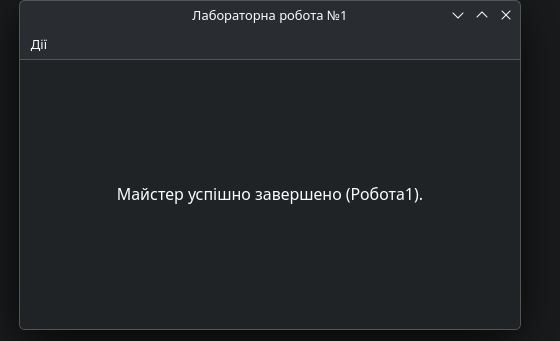 Лабораторна робота №1
Дії
Майстер успішно завершено (Робота1).